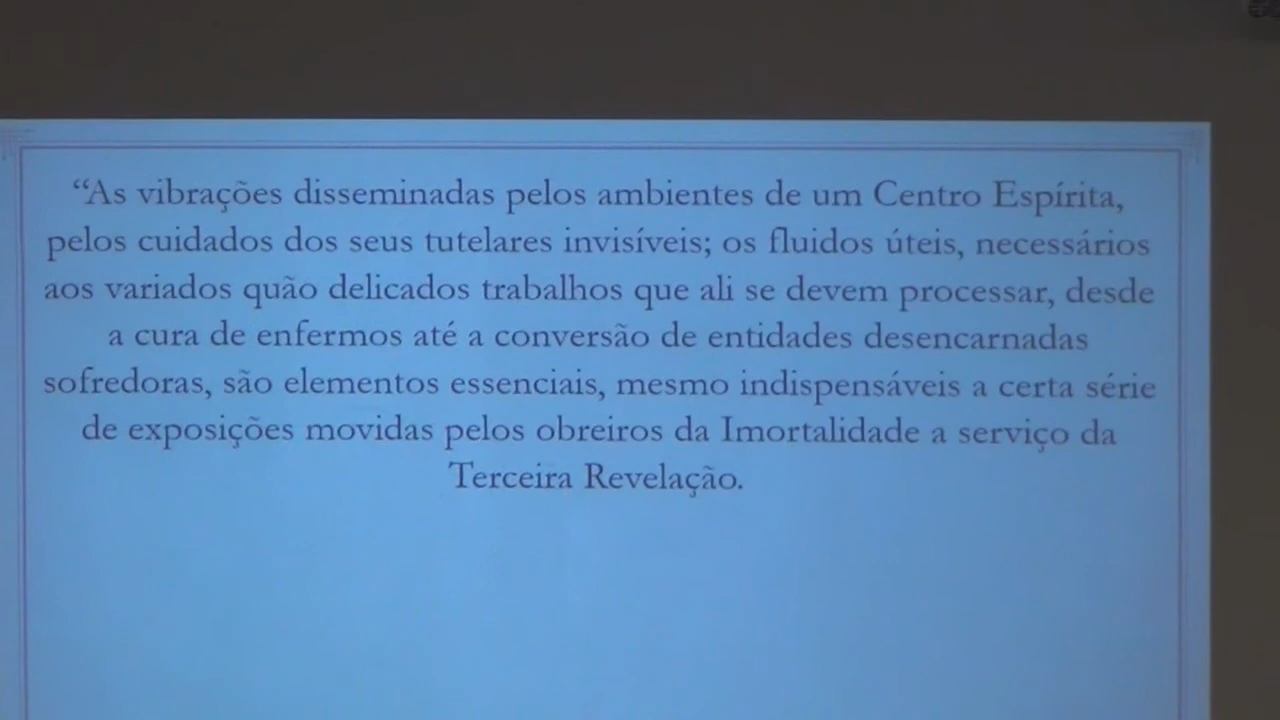 “As vibrações disseminadas pelos ambientes de um Centro Espírita,
pelos cuidados dos seus tutelares invisíveis; os fluidos úteis, necessários
aos variados quão delicados trabalhos que ali se devem processar, desde
a cura de enfermos até a conversão de entidades desencarnadas
sofredoras, são elementos essenciais, mesmo indispensáveis a certa série
de exposições movidas pelos obreiros da Imortalidade a serviço da
Terceira Revelação.